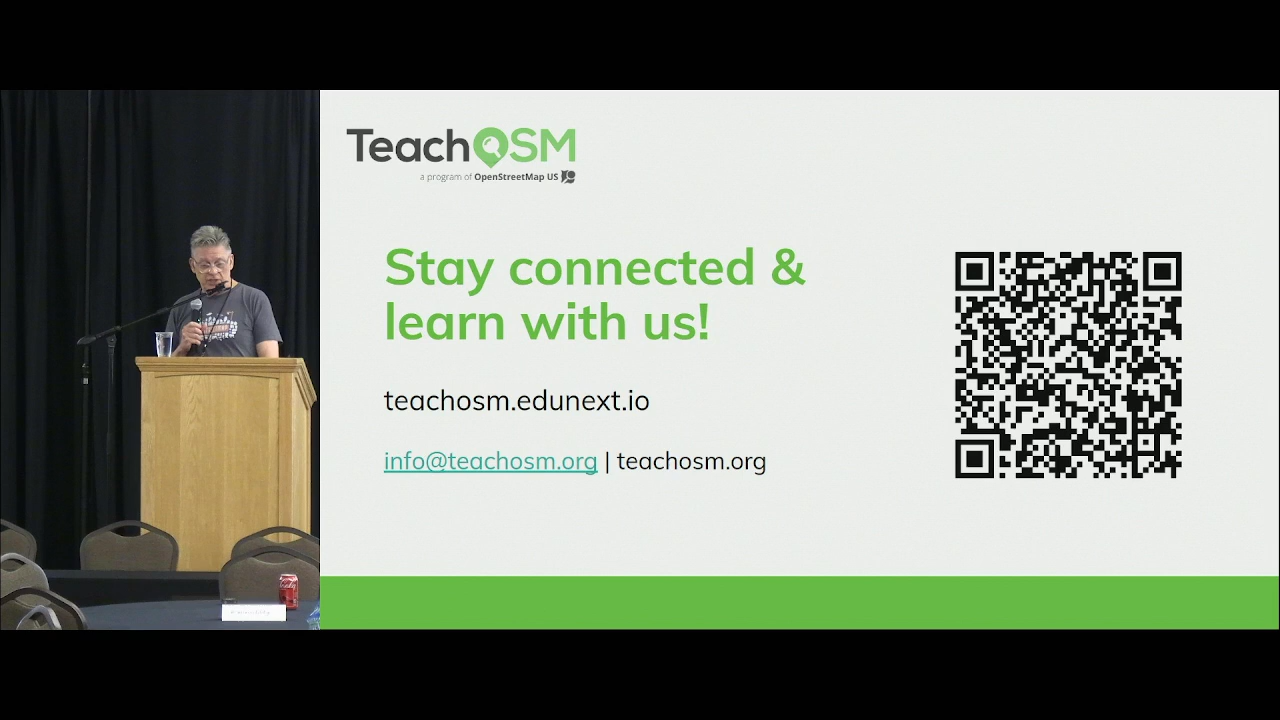 TeachOSM
a program of OpenStreetMap US
Stay connected &
learn with us!
teachosm.edunext.io
info@teachosm.org | teachosm.org